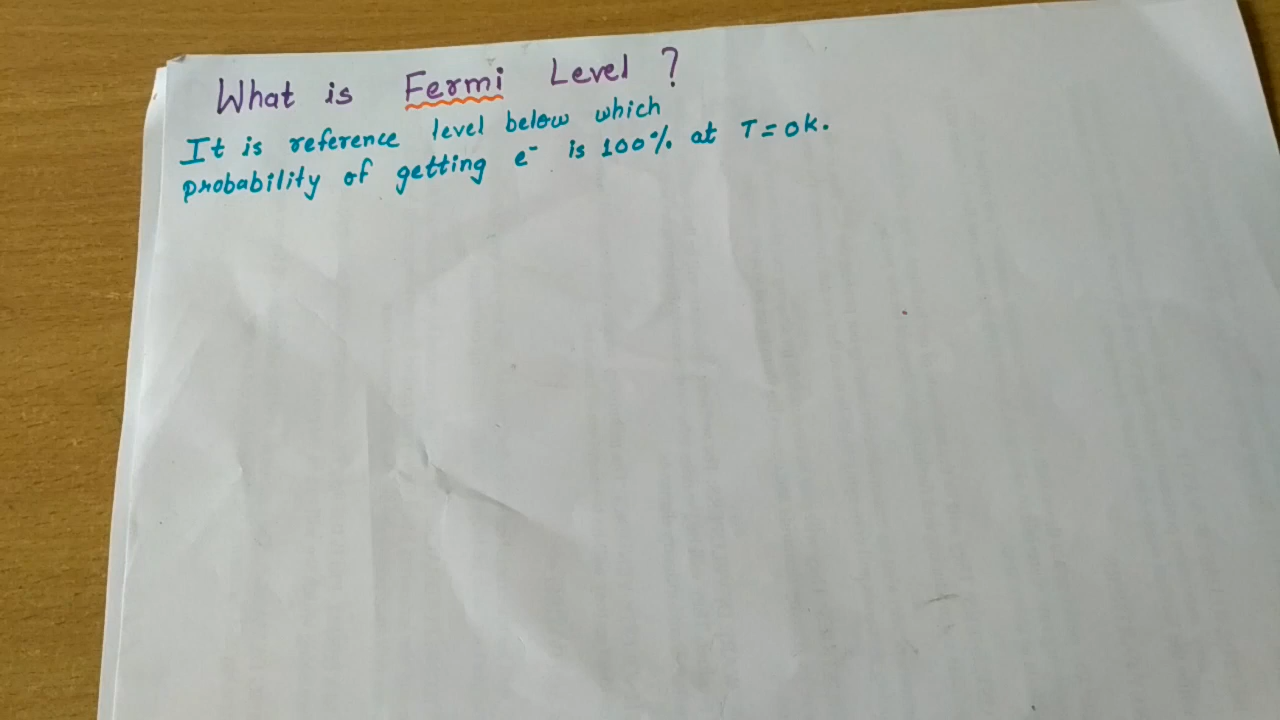 What is Fermi Level ?
It is reference level below which
probability of getting e⁻ is 100% at T=0k.